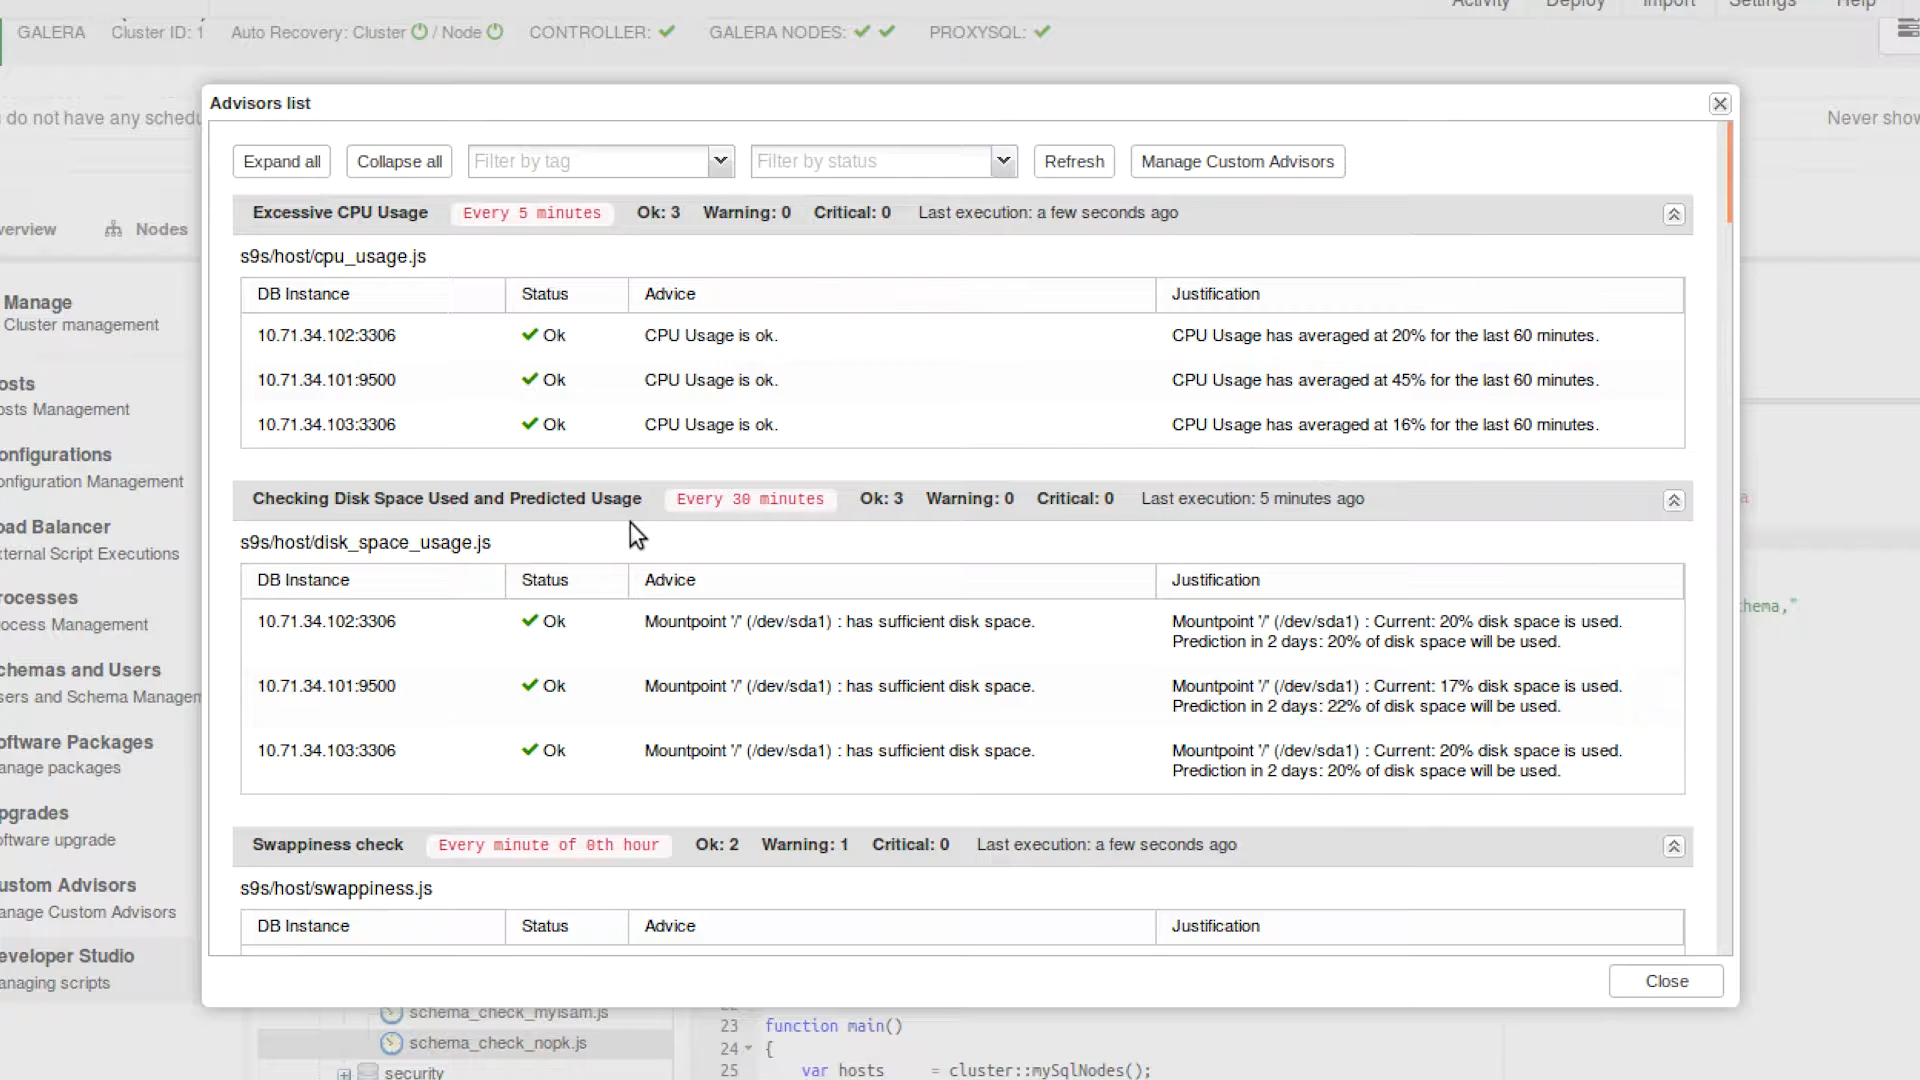 Activity Deploy Import Settings Help
GALERA Cluster ID: 1 Auto Recovery: Cluster / Node CONTROLLER: GALERA NODES: PROXYSQL:
do not have any schedu Never show
Advisors list
Expand all Collapse all Filter by tag Filter by status Refresh Manage Custom Advisors
Excessive CPU Usage Every 5 minutes Ok: 3 Warning: 0 Critical: 0 Last execution: a few seconds ago
verview Nodes
s9s/host/cpu_usage.js
DB Instance Status Advice Justification
10.71.34.102:3306 Ok CPU Usage is ok. CPU Usage has averaged at 20% for the last 60 minutes.
10.71.34.101:9500 Ok CPU Usage is ok. CPU Usage has averaged at 45% for the last 60 minutes.
10.71.34.103:3306 Ok CPU Usage is ok. CPU Usage has averaged at 16% for the last 60 minutes.
Checking Disk Space Used and Predicted Usage Every 30 minutes Ok: 3 Warning: 0 Critical: 0 Last execution: 5 minutes ago
s9s/host/disk_space_usage.js
DB Instance Status Advice Justification
10.71.34.102:3306 Ok Mountpoint '/' (/dev/sda1) : has sufficient disk space. Mountpoint '/' (/dev/sda1) : Current: 20% disk space is used.
Prediction in 2 days: 20% of disk space will be used.
10.71.34.101:9500 Ok Mountpoint '/' (/dev/sda1) : has sufficient disk space. Mountpoint '/' (/dev/sda1) : Current: 17% disk space is used.
Prediction in 2 days: 22% of disk space will be used.
10.71.34.103:3306 Ok Mountpoint '/' (/dev/sda1) : has sufficient disk space. Mountpoint '/' (/dev/sda1) : Current: 20% disk space is used.
Prediction in 2 days: 20% of disk space will be used.
Swappiness check Every minute of 0th hour Ok: 2 Warning: 1 Critical: 0 Last execution: a few seconds ago
s9s/host/swappiness.js
DB Instance Status Advice Justification
Close
Manage
Cluster management
osts
osts Management
onfigurations
onfiguration Management
oad Balancer
xternal Script Executions
rocesses
ocess Management
chemas and Users
sers and Schema Managem
oftware Packages
anage packages
pgrades
oftware upgrade
ustom Advisors
anage Custom Advisors
eveloper Studio
anaging scripts
a
hema,"
schema_check_myisam.js
schema_check_nopk.js
security
23 function main()
24 {
25 var hosts = cluster::mySqlNodes();